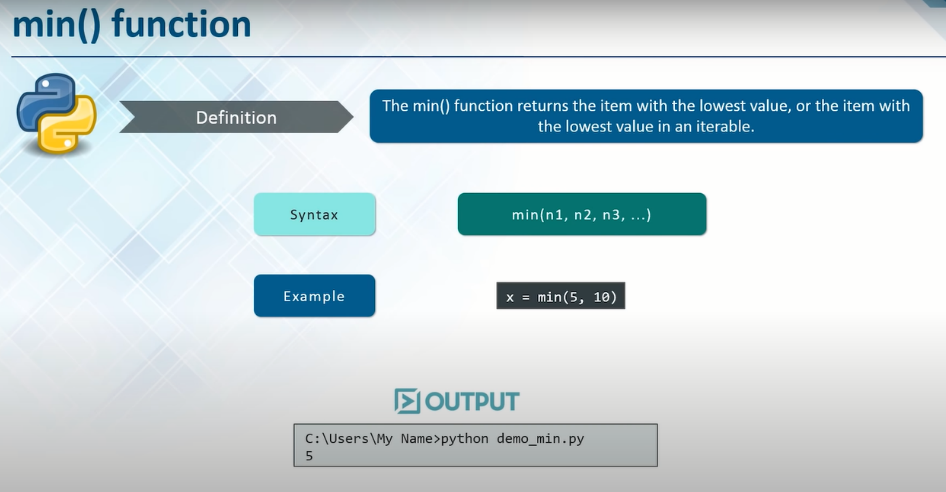 min() function
Definition
The min() function returns the item with the lowest value, or the item with
the lowest value in an iterable.
Syntax
min(n1, n2, n3, ...)
Example
x = min(5, 10)
OUTPUT
C:\Users\My Name>python demo_min.py
5